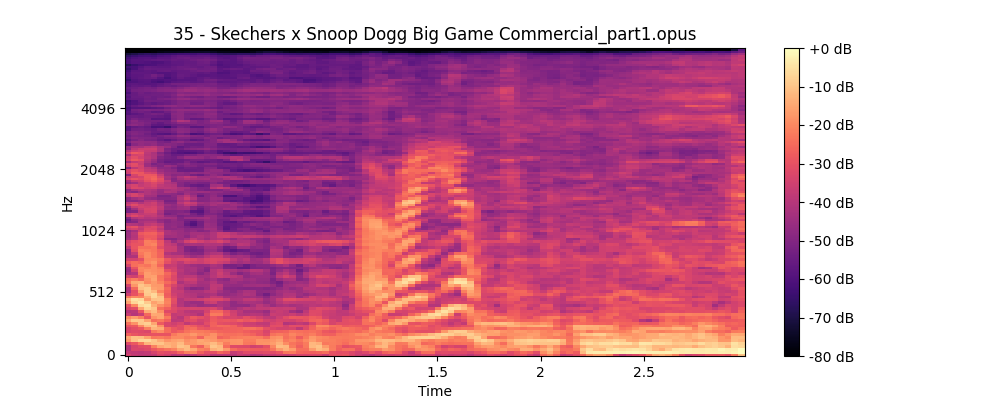 35 - Skechers x Snoop Dogg Big Game Commercial_part1.opus
Hz
4096
2048
1024
512
0
0
0.5
1
1.5
2
2.5
Time
+0 dB
-10 dB
-20 dB
-30 dB
-40 dB
-50 dB
-60 dB
-70 dB
-80 dB